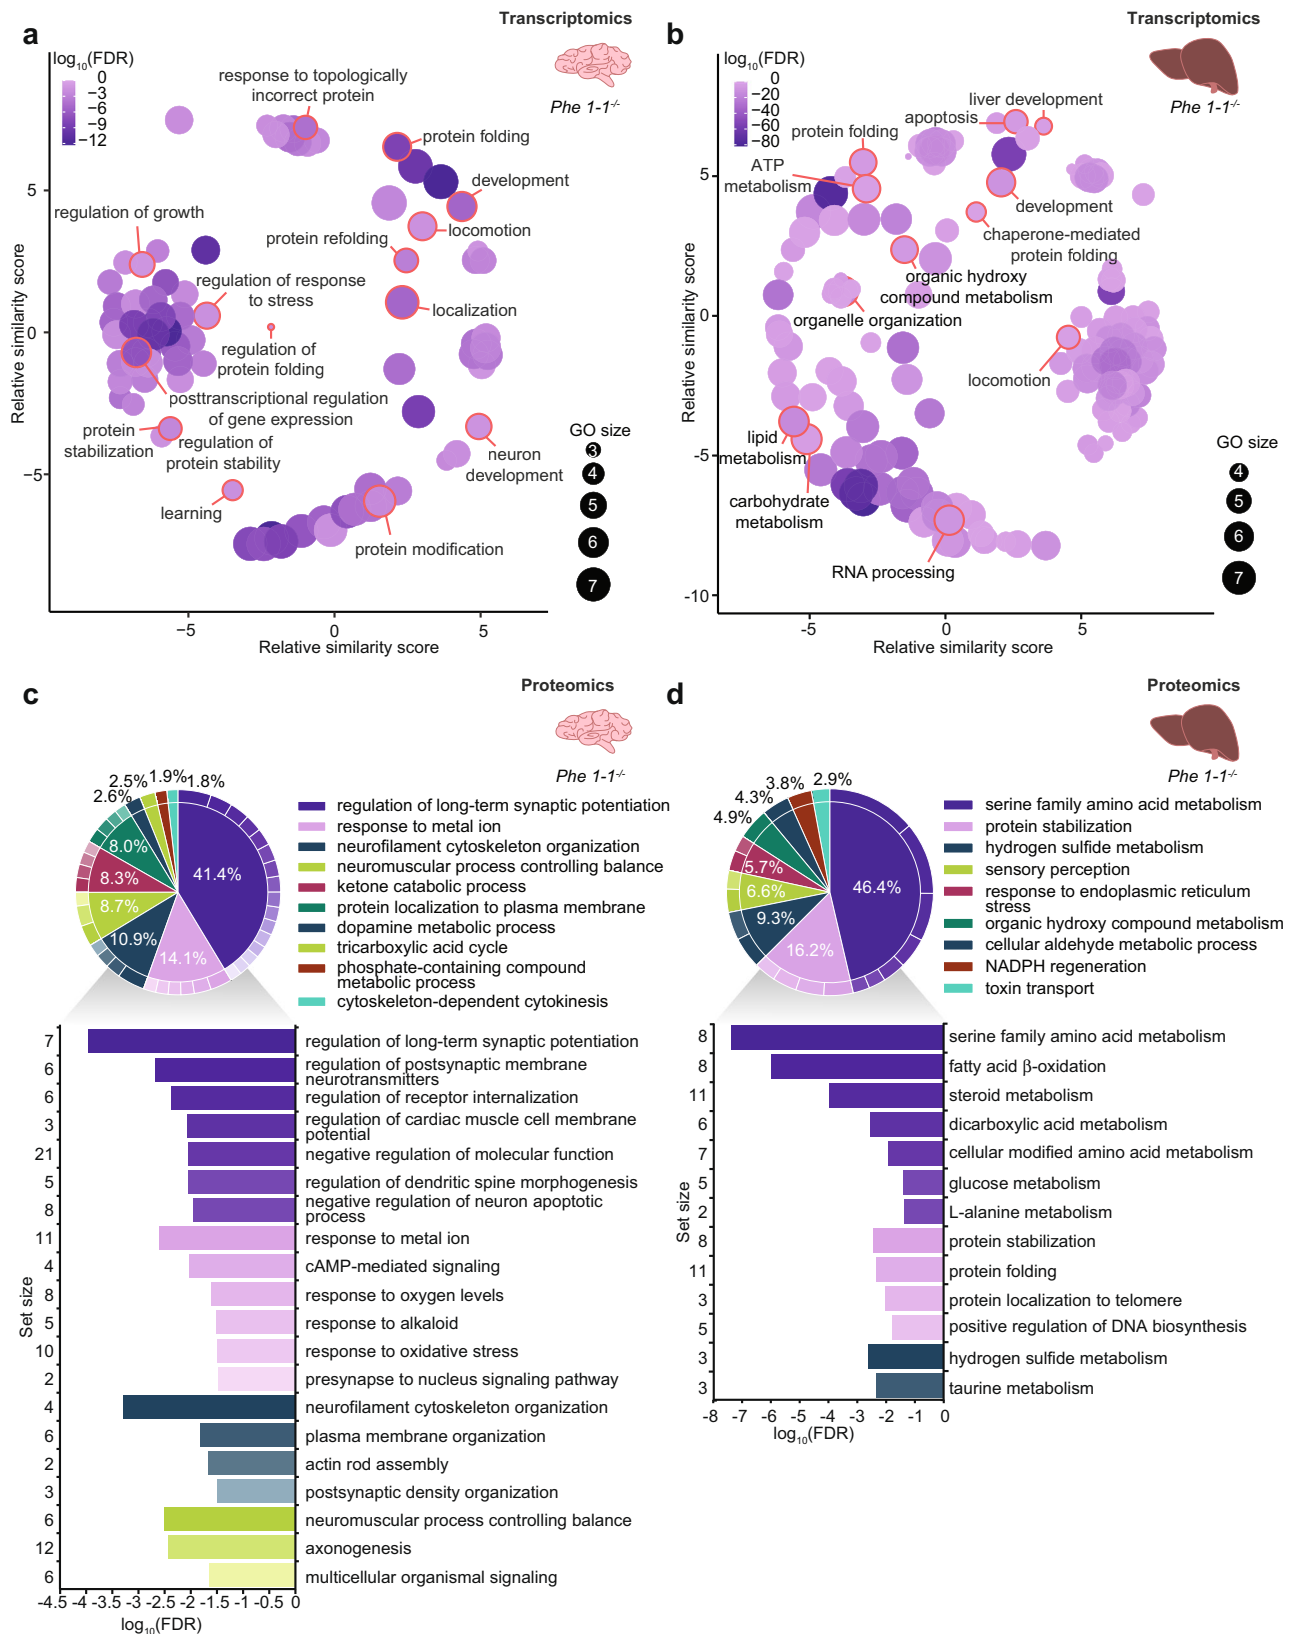 a
Transcriptomics
log10(FDR)
0
−3
−6
−9
−12
Phe 1-1-/-
response to topologically
incorrect protein
protein folding
development
regulation of growth
locomotion
protein refolding
regulation of response
to stress
localization
regulation of
protein folding
posttranscriptional regulation
of gene expression
protein
stabilization
regulation of
protein stability
neuron
development
learning
protein modification
GO size
3
4
5
6
7
5
0
−5
Relative similarity score
−5
0
5
Relative similarity score
b
Transcriptomics
log10(FDR)
0
−20
−40
−60
−80
Phe 1-1-/-
liver development
apoptosis
protein folding
ATP
metabolism
development
chaperone-mediated
protein folding
organic hydroxy
compound metabolism
organelle organization
locomotion
lipid
metabolism
carbohydrate
metabolism
RNA processing
GO size
4
5
6
7
5
0
-5
-10
Relative similarity score
-5
0
5
Relative similarity score
c
Proteomics
Phe 1-1-/-
2.6%
2.5%
1.9%
1.8%
41.4%
14.1%
10.9%
8.7%
8.3%
8.0%
regulation of long-term synaptic potentiation
response to metal ion
neurofilament cytoskeleton organization
neuromuscular process controlling balance
ketone catabolic process
protein localization to plasma membrane
dopamine metabolic process
tricarboxylic acid cycle
phosphate-containing compound
metabolic process
cytoskeleton-dependent cytokinesis
Set size
7 regulation of long-term synaptic potentiation
6 regulation of postsynaptic membrane
neurotransmitters
6 regulation of receptor internalization
3 regulation of cardiac muscle cell membrane
potential
21 negative regulation of molecular function
5 regulation of dendritic spine morphogenesis
8 negative regulation of neuron apoptotic
process
11 response to metal ion
4 cAMP-mediated signaling
8 response to oxygen levels
5 response to alkaloid
10 response to oxidative stress
2 presynapse to nucleus signaling pathway
4 neurofilament cytoskeleton organization
6 plasma membrane organization
2 actin rod assembly
3 postsynaptic density organization
6 neuromuscular process controlling balance
12 axonogenesis
6 multicellular organismal signaling
-4.5 -4 -3.5 -3 -2.5 -2 -1.5 -1 -0.5 0
log10(FDR)
d
Proteomics
Phe 1-1-/-
4.9%
4.3%
3.8%
2.9%
46.4%
16.2%
9.3%
6.6%
5.7%
serine family amino acid metabolism
protein stabilization
hydrogen sulfide metabolism
sensory perception
response to endoplasmic reticulum
stress
organic hydroxy compound metabolism
cellular aldehyde metabolic process
NADPH regeneration
toxin transport
Set size
8 serine family amino acid metabolism
8 fatty acid β-oxidation
11 steroid metabolism
6 dicarboxylic acid metabolism
7 cellular modified amino acid metabolism
5 glucose metabolism
2 L-alanine metabolism
8 protein stabilization
11 protein folding
3 protein localization to telomere
5 positive regulation of DNA biosynthesis
3 hydrogen sulfide metabolism
3 taurine metabolism
-8 -7 -6 -5 -4 -3 -2 -1 0
log10(FDR)